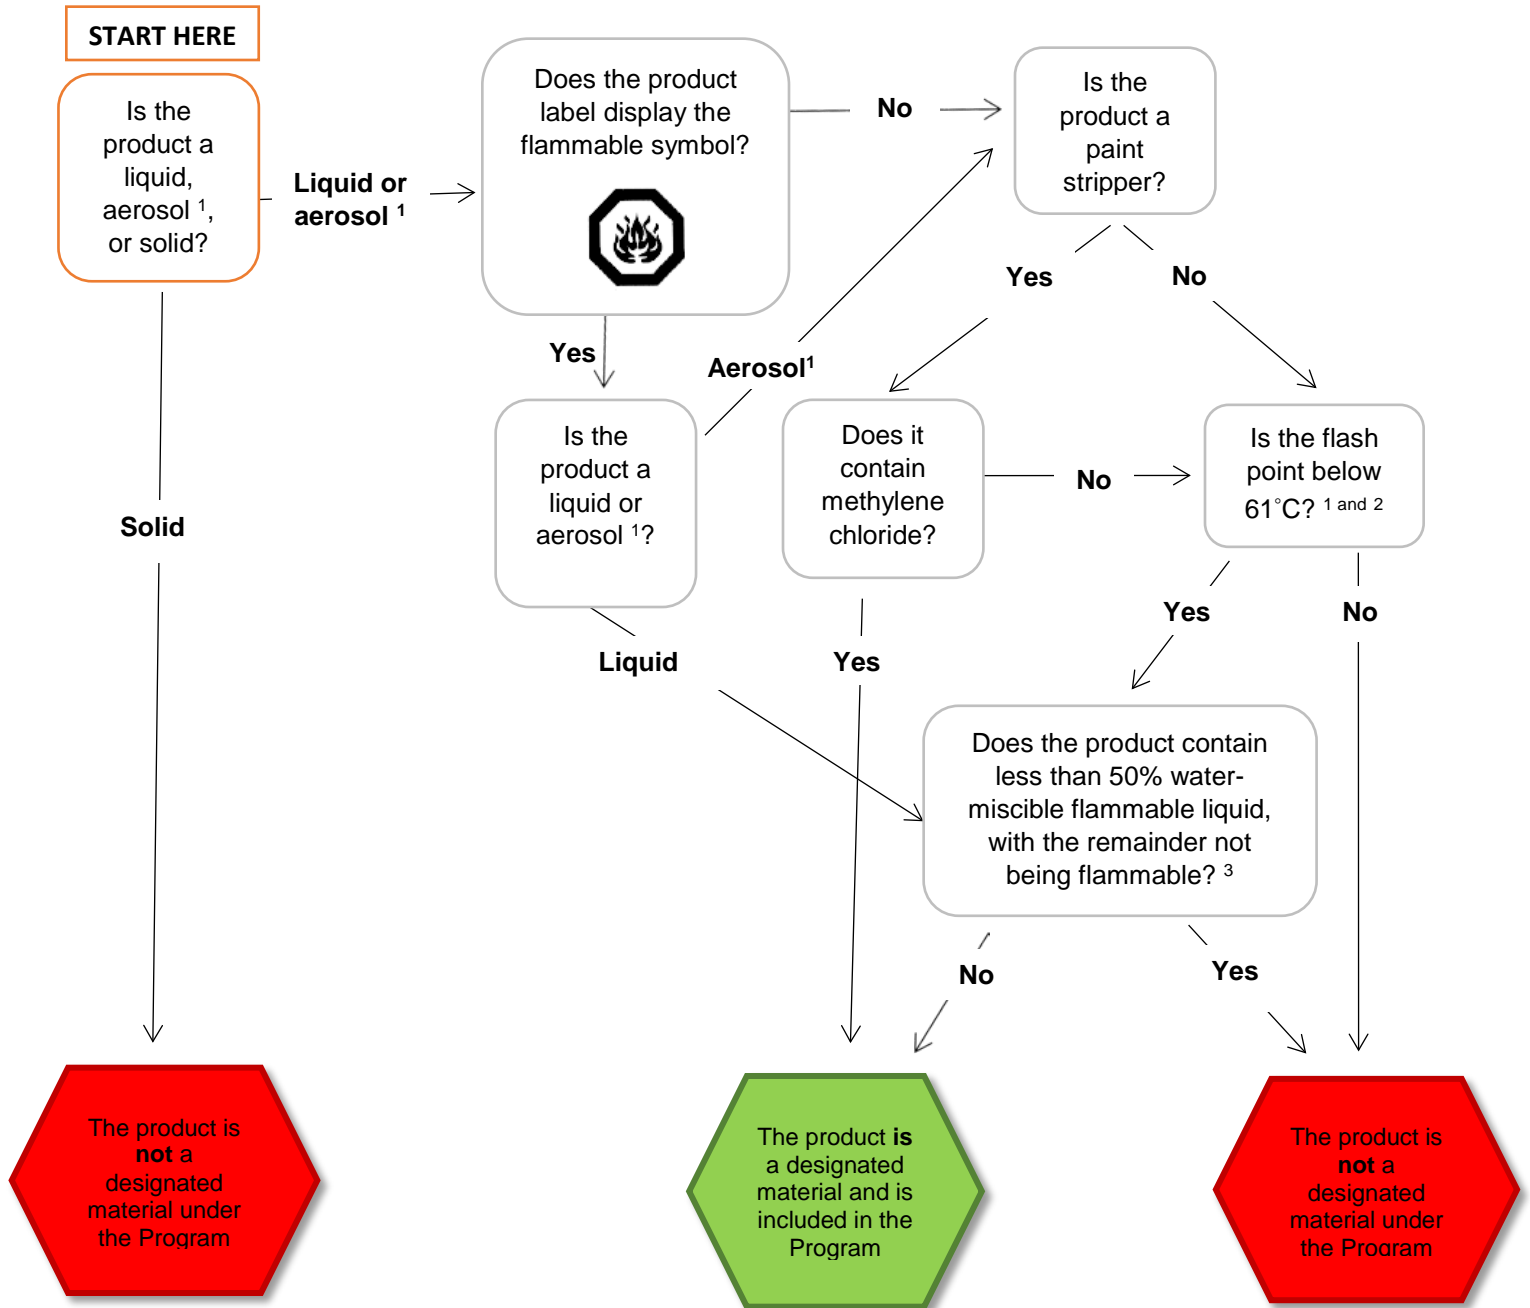 START HERE
Is the
product a
liquid,
aerosol ¹,
or solid?
Liquid or
aerosol ¹
Does the product
label display the
flammable symbol?
No
Is the
product a
paint
stripper?
Yes
No
Yes
Aerosol¹
Is the
product a
liquid or
aerosol ¹?
Does it
contain
methylene
chloride?
No
Is the flash
point below
61°C? ¹ ᵃⁿᵈ ²
Solid
Liquid
Yes
Yes
No
Does the product contain
less than 50% water-
miscible flammable liquid,
with the remainder not
being flammable? ³
No
Yes
The product is
not a
designated
material under
the Program
The product is
a designated
material and is
included in the
Program
The product is
not a
designated
material under
the Program